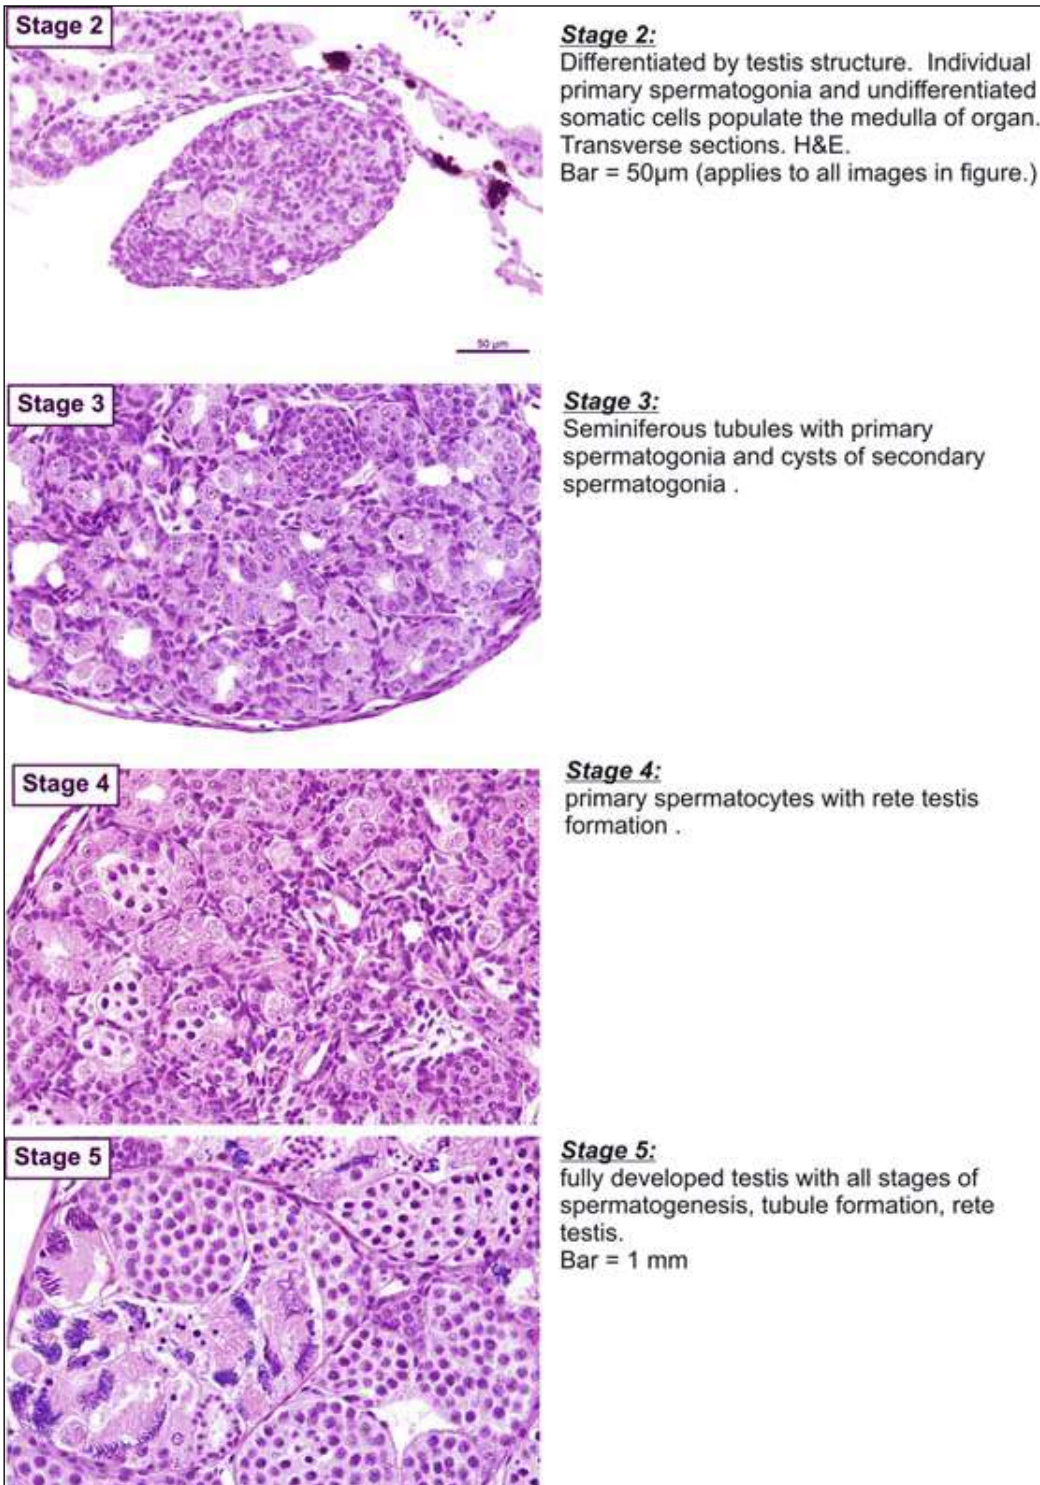 Stage 2
Stage 2:
Differentiated by testis structure.  Individual
primary spermatogonia and undifferentiated
somatic cells populate the medulla of organ.
Transverse sections. H&E.
Bar = 50µm (applies to all images in figure.)
50 µm
Stage 3
Stage 3:
Seminiferous tubules with primary
spermatogonia and cysts of secondary
spermatogonia .
Stage 4
Stage 4:
primary spermatocytes with rete testis
formation .
Stage 5
Stage 5:
fully developed testis with all stages of
spermatogenesis, tubule formation, rete
testis.
Bar = 1 mm